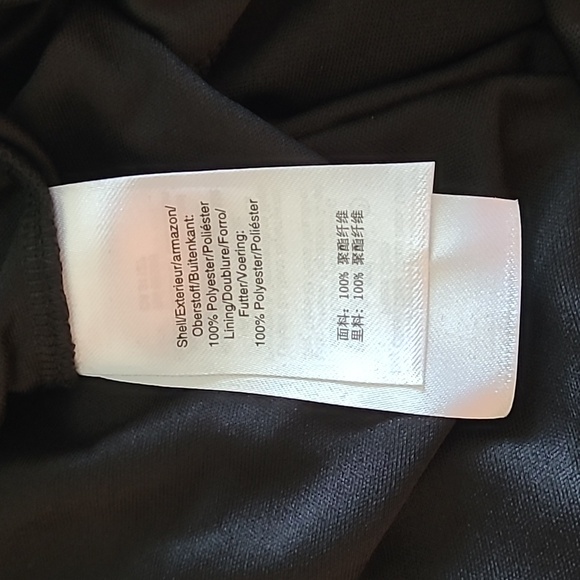 Shell/Exterieur/armazon/
Oberstoff/Buitenkant:
100% Polyester/Poliéster
Lining/Doublure/Forro/
Futter/Voering:
100% Polyester/Poliéster
面料: 100% 聚酯纤维
里料: 100% 聚酯纤维